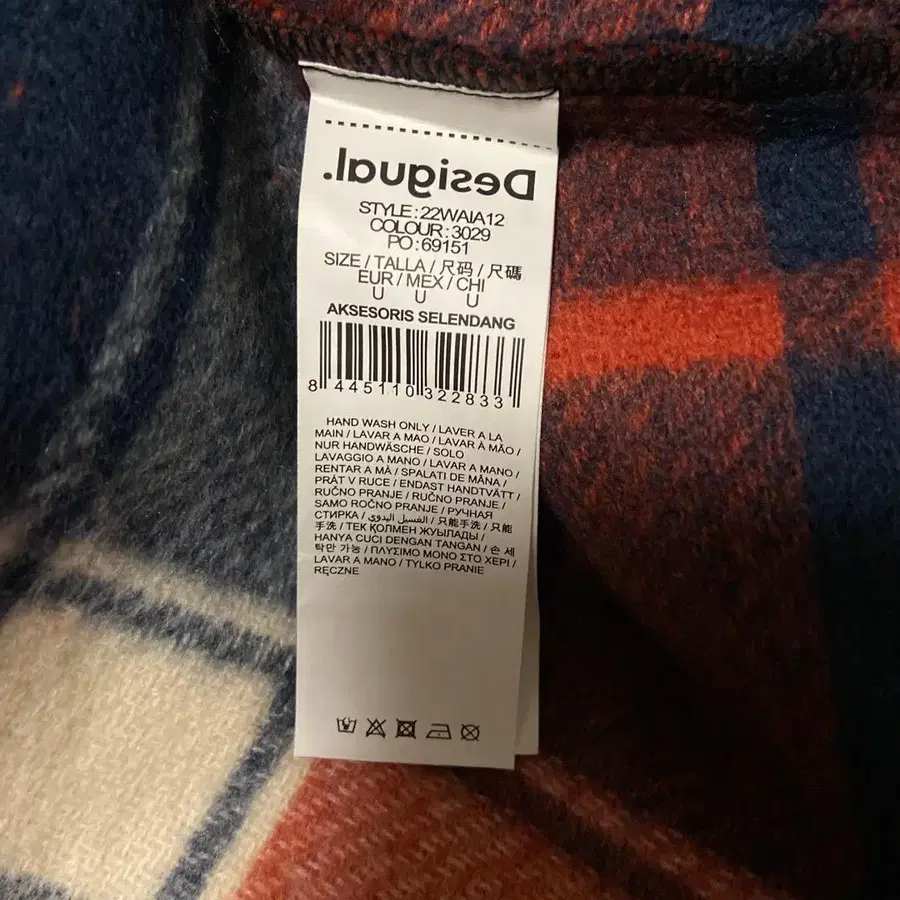 Desigual.
STYLE : 22WAIA12
COLOUR : 3029
PO : 69151
SIZE / TALLA / 尺码 / 尺碼
EUR / MEX / CHI
U U U
AKSESORIS SELENDANG
8 445110 322833
HAND WASH ONLY / LAVER A LA
MAIN / LAVAR A MAO / LAVAR À MÃO /
NUR HANDWÄSCHE / SOLO
LAVAGGIO A MANO / LAVAR A MANO /
RENTAR A MÀ / SPALATI DE MÂNA /
PRÁT V RUCE / ENDAST HANDTVÄTT /
RUČNO PRANJE / RUČNO PRANJE /
SAMO ROČNO PRANJE / РУЧНАЯ
СТИРКА / الغسيل اليدوي / 只能手洗 / 只能
手洗 / ТЕК ҚОЛМЕН ЖУЫЛАДЫ /
HANYA CUCI DENGAN TANGAN / 손 세
탁만 가능 / ΠΛΥΣΙΜΟ ΜΟΝΟ ΣΤΟ ΧΕΡΙ /
LAVAR A MANO / TYLKO PRANIE
RĘCZNE